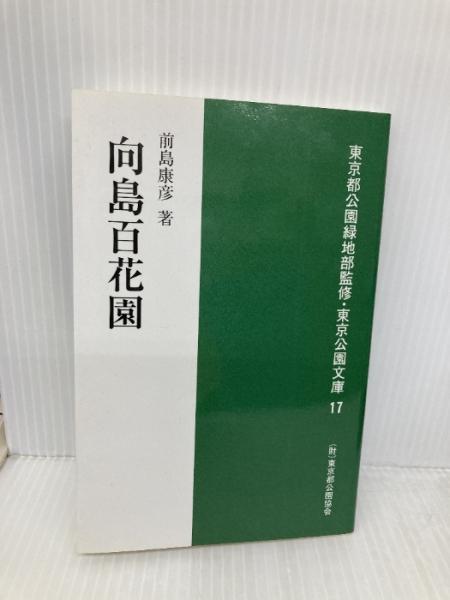 東京都公園緑地部監修・東京公園文庫 17
(財)東京都公園協会
前島康彦 著
向島百花園